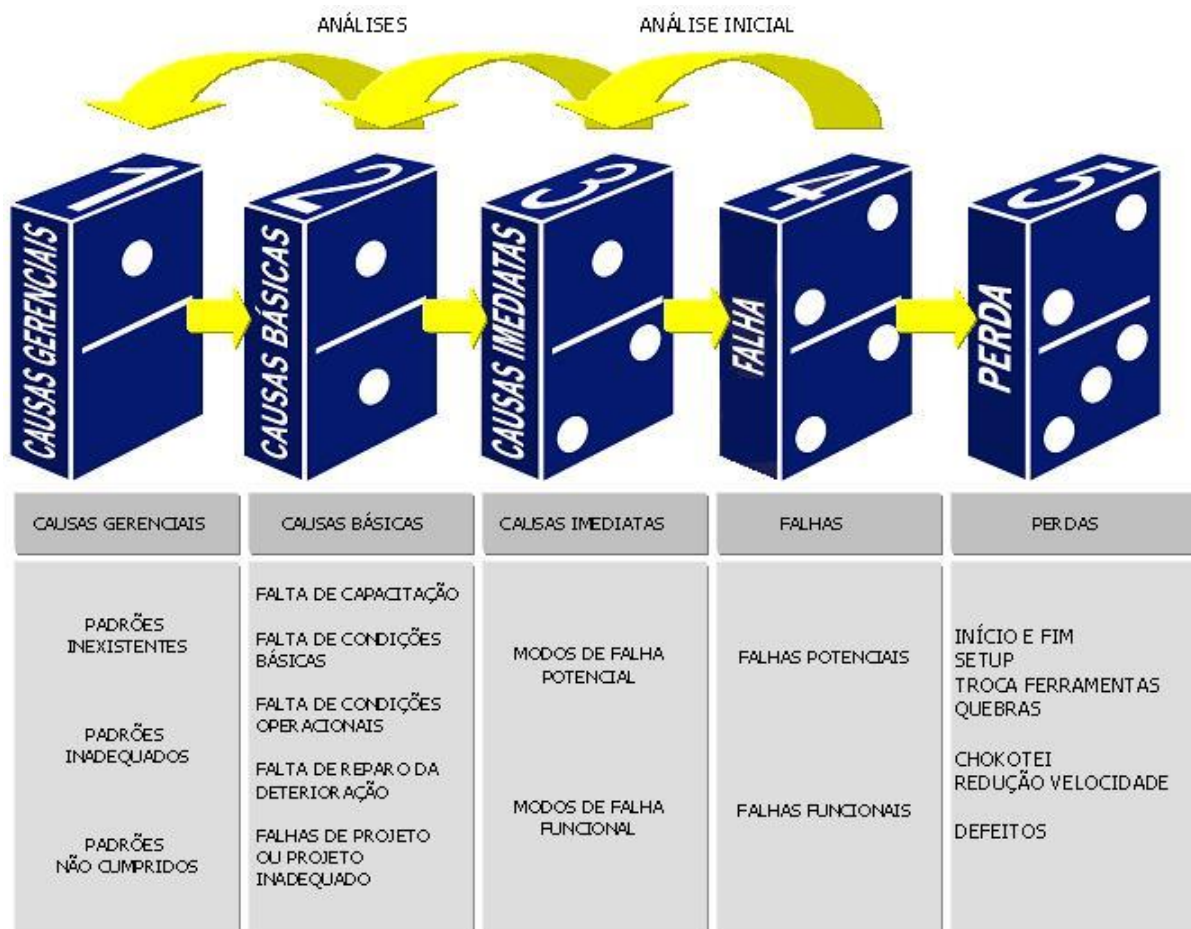 ANÁLISES
ANÁLISE INICIAL
1
2
3
4
5
CAUSAS GERENCIAIS
CAUSAS BÁSICAS
CAUSAS IMEDIATAS
FALHA
PERDA
CAUSAS GERENCIAIS
CAUSAS BÁSICAS
CAUSAS IMEDIATAS
FALHAS
PERDAS
PADRÕES
INEXISTENTES
PADRÕES
INADEQUADOS
PADRÕES
NÃO CUMPRIDOS
FALTA DE CAPACITAÇÃO
FALTA DE CONDIÇÕES
BÁSICAS
FALTA DE CONDIÇÕES
OPERACIONAIS
FALTA DE REPARO DA
DETERIORAÇÃO
FALHAS DE PROJETO
OU PROJETO
INADEQUADO
MODOS DE FALHA
POTENCIAL
MODOS DE FALHA
FUNCIONAL
FALHAS POTENCIAIS
FALHAS FUNCIONAIS
INÍCIO E FIM
SETUP
TROCA FERRAMENTAS
QUEBRAS
CHOKOTEI
REDUÇÃO VELOCIDADE
DEFEITOS